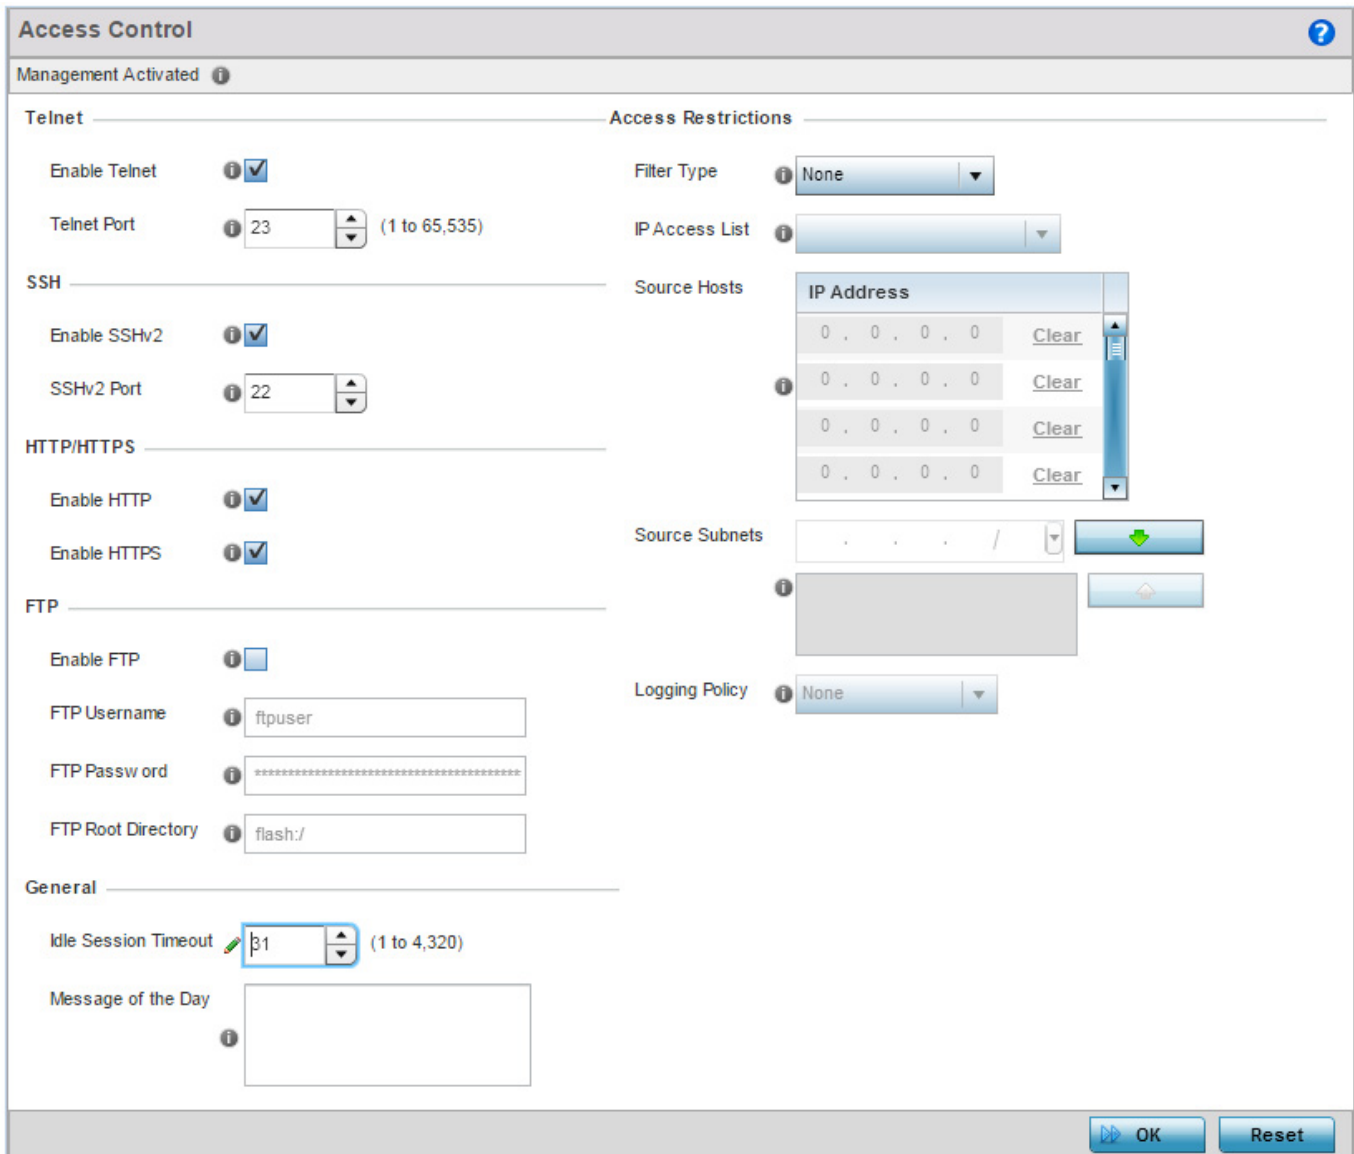 Access Control
Management Activated
Telnet
Enable Telnet
Telnet Port 23 (1 to 65,535)
SSH
Enable SSHv2
SSHv2 Port 22
HTTP/HTTPS
Enable HTTP
Enable HTTPS
FTP
Enable FTP
FTP Username ftpuser
FTP Password ****************************************
FTP Root Directory flash:/
General
Idle Session Timeout 31 (1 to 4,320)
Message of the Day
Access Restrictions
Filter Type None
IP Access List
Source Hosts
IP Address
0 . 0 . 0 . 0 Clear
0 . 0 . 0 . 0 Clear
0 . 0 . 0 . 0 Clear
0 . 0 . 0 . 0 Clear
Source Subnets . . . /
Logging Policy None
OK Reset